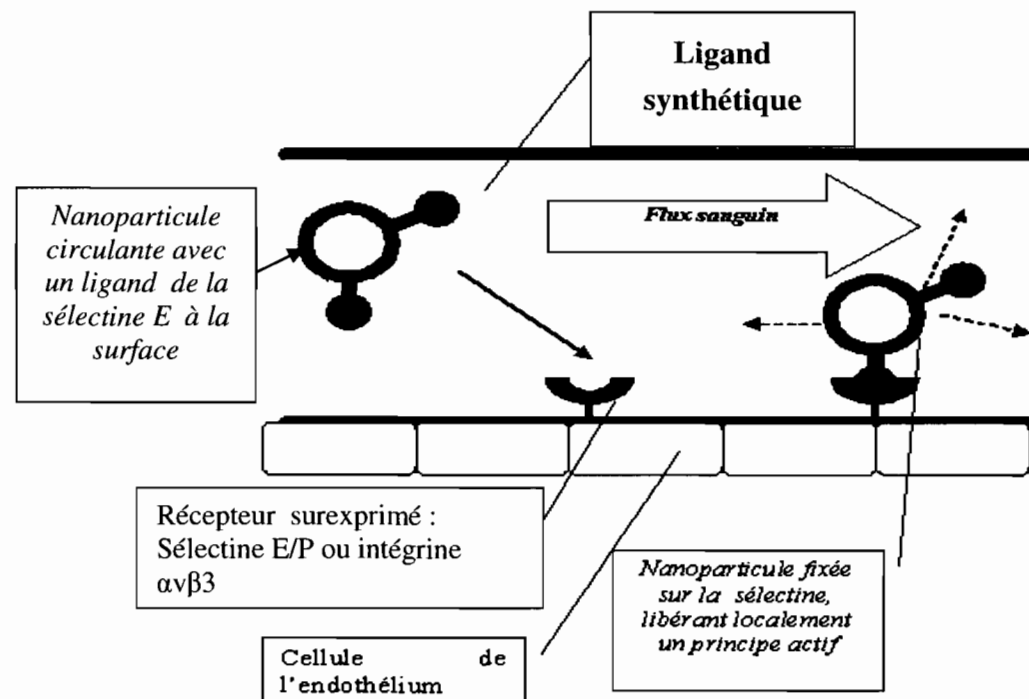 Ligand
synthétique
Nanoparticule
circulante avec
un ligand de la
sélectine E à la
surface
Flux sanguin
Récepteur surexprimé :
Sélectine E/P ou intégrine
αvβ3
Nanoparticule fixée
sur la sélectine,
libérant localement
un principe actif
Cellule de
l'endothélium